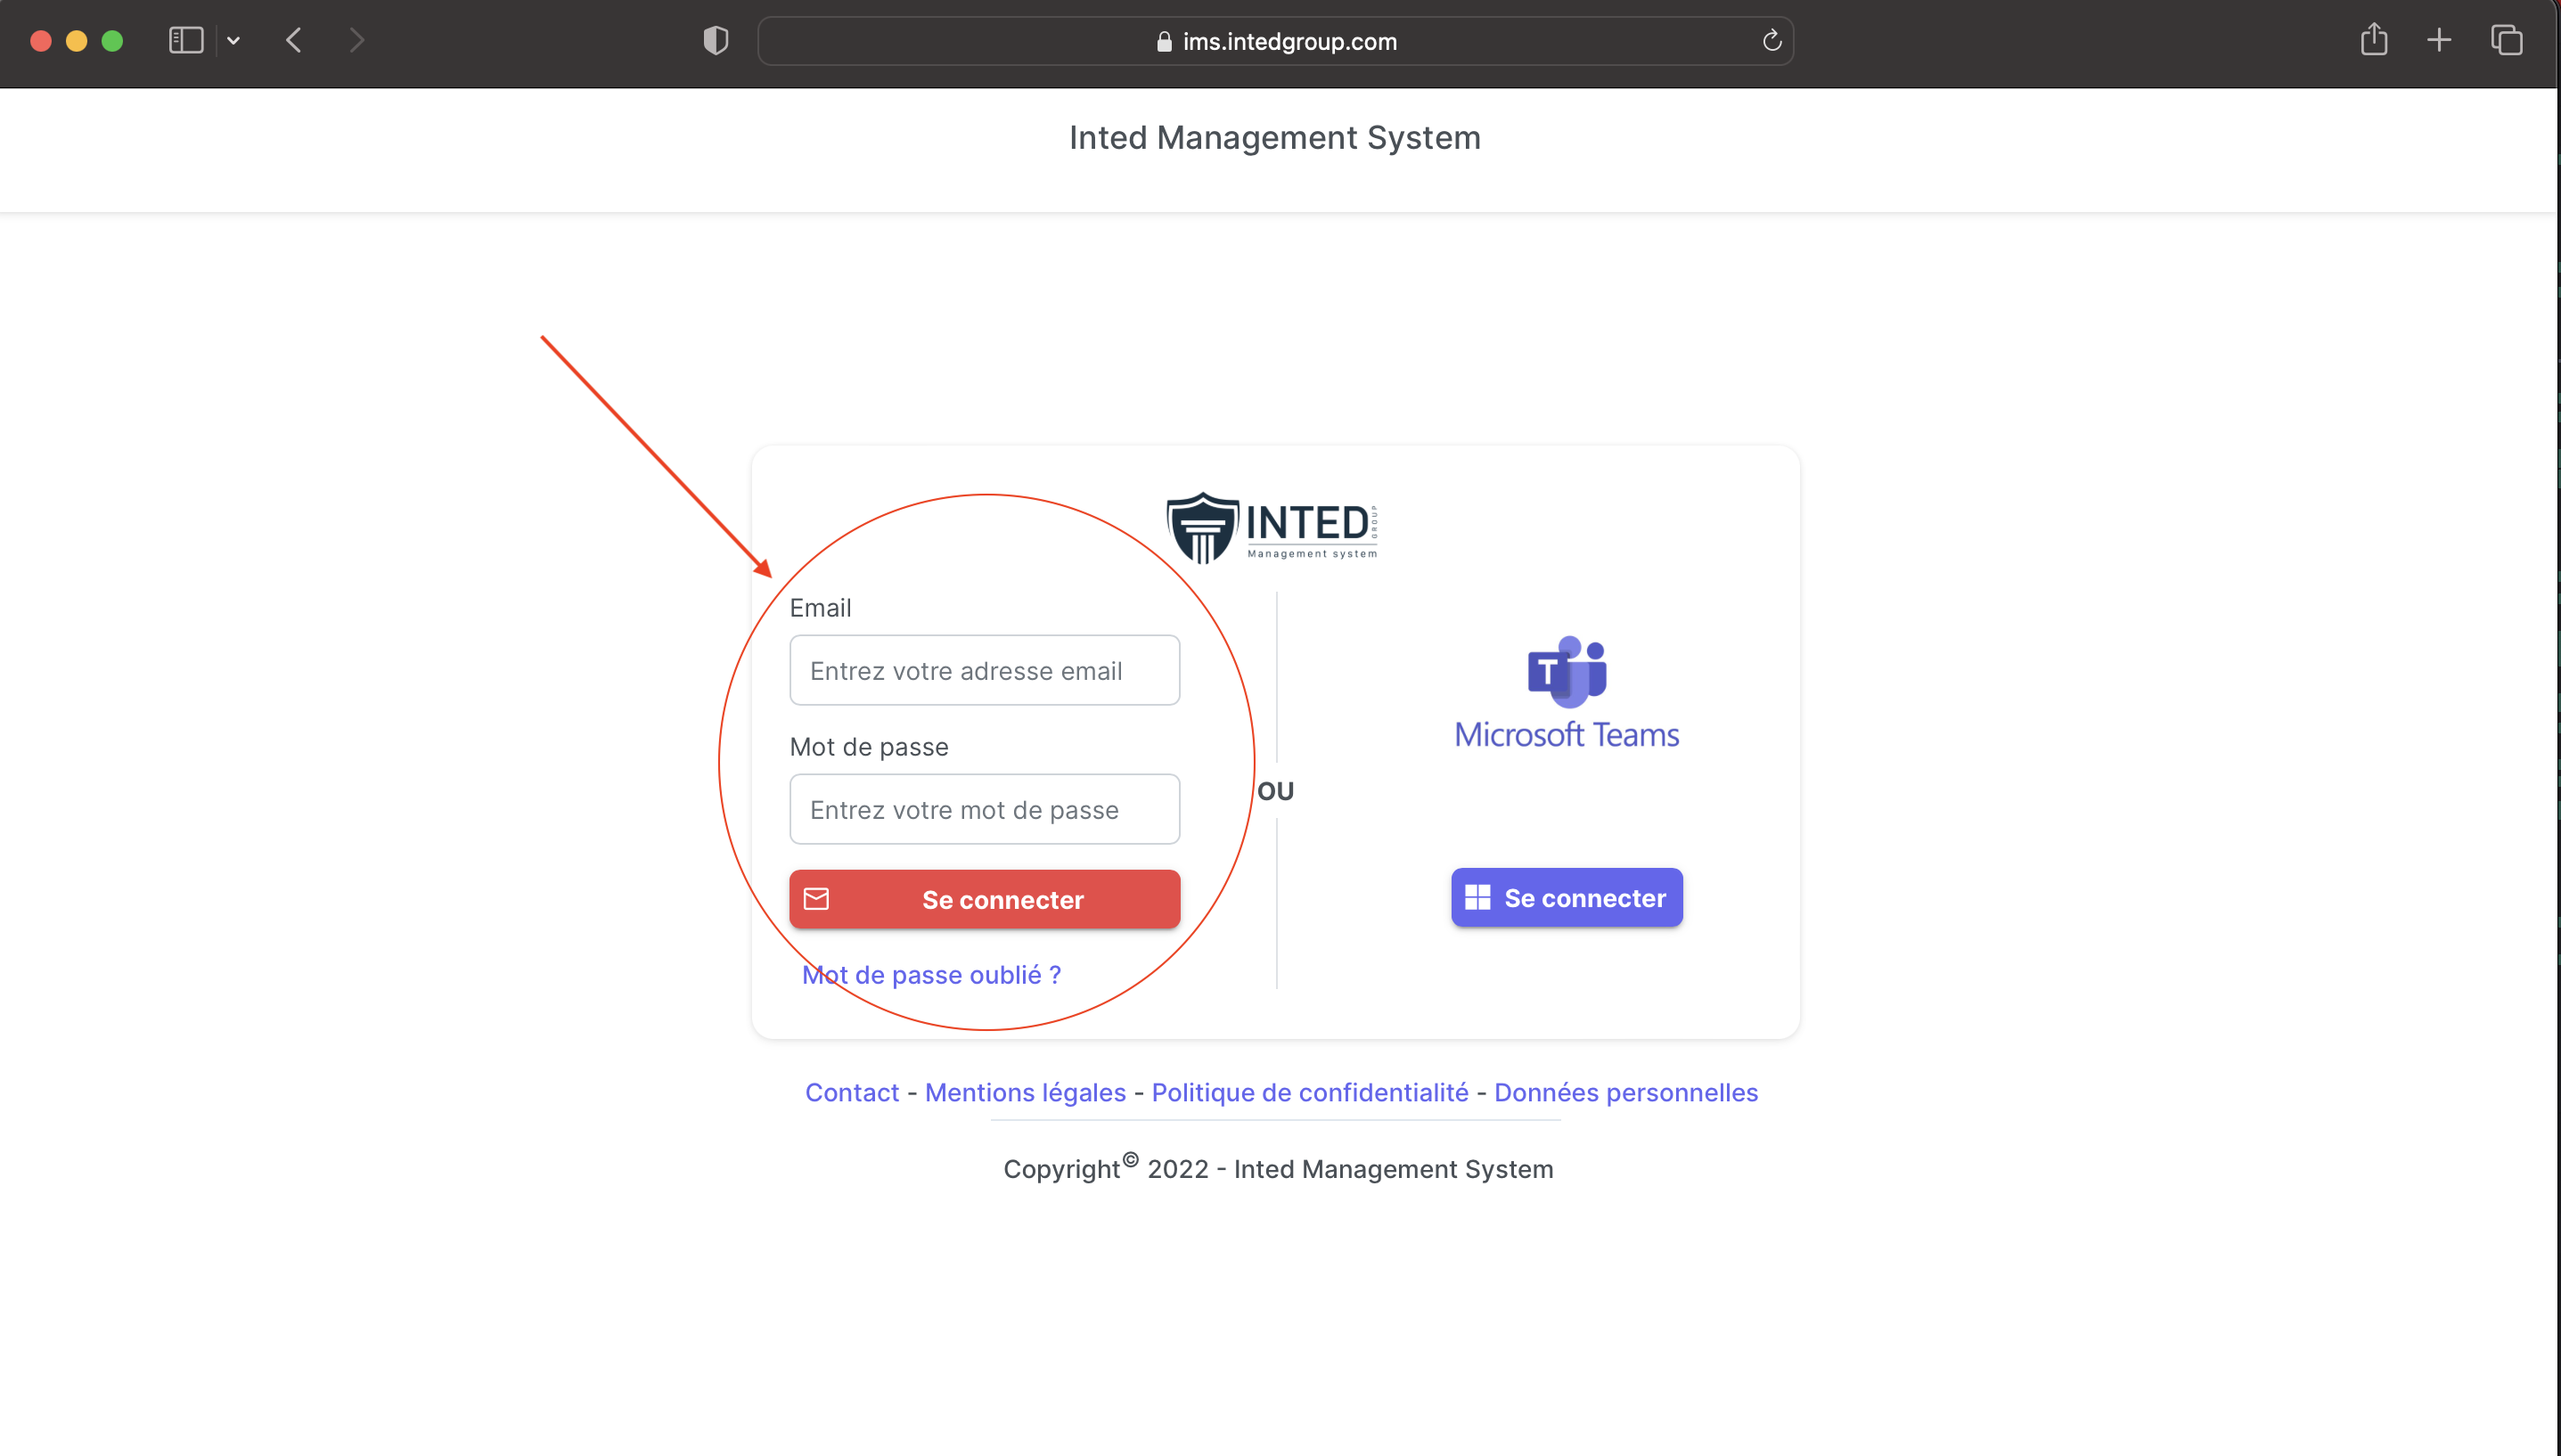 ims.intedgroup.com
Inted Management System
INTED GROUP
Management system
Email
Entrez votre adresse email
Mot de passe
Entrez votre mot de passe
Se connecter
Mot de passe oublié ?
OU
T
Microsoft Teams
Se connecter
Contact - Mentions légales - Politique de confidentialité - Données personnelles
Copyright© 2022 - Inted Management System